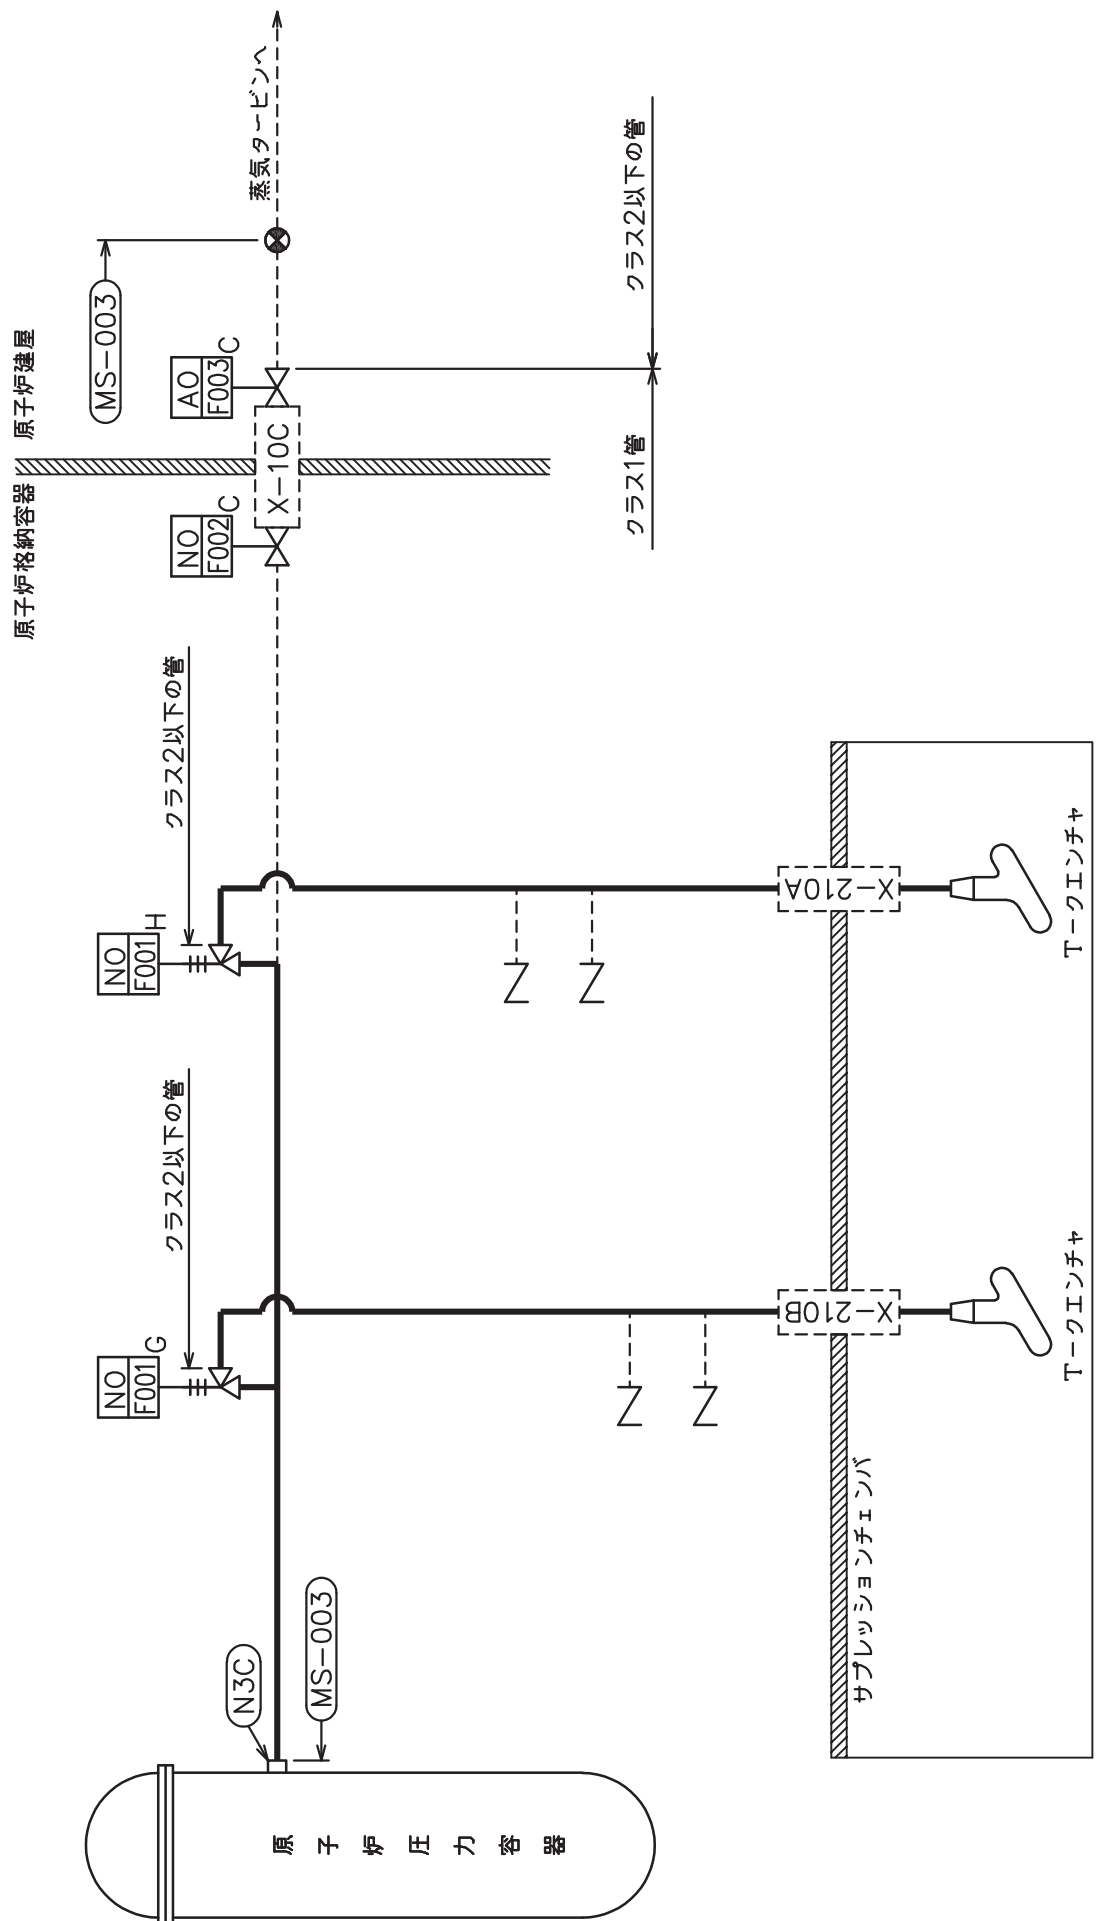 原子炉格納容器
原子炉建屋
MS-003
蒸気タービンへ
NO
F001
G
クラス2以下の管
NO
F001
H
クラス2以下の管
NO
F002
C
AO
F003
C
X-10C
N3C
MS-003
クラス1管
クラス2以下の管
原子炉圧力容器
X-210B
X-210A
サプレッションチェンバ
T-クエンチャ
T-クエンチャ